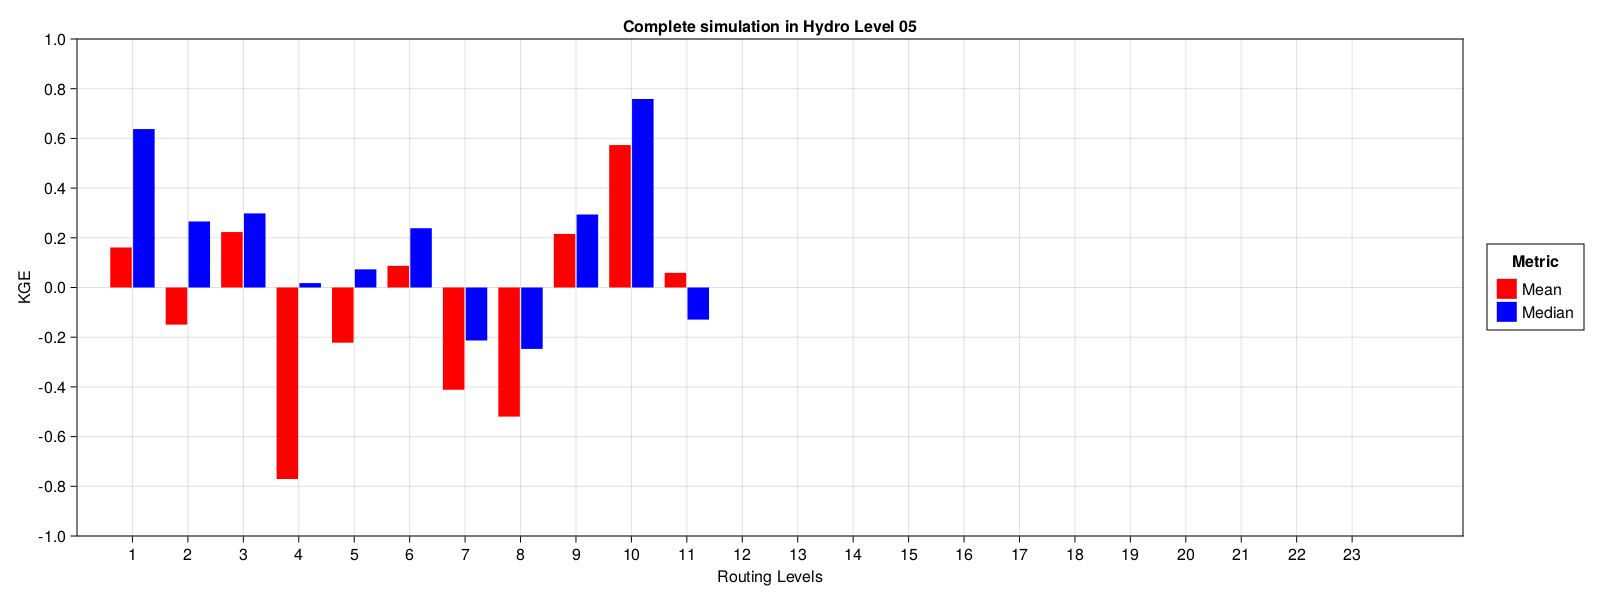 Complete simulation in Hydro Level 05
1.0
0.8
0.6
0.4
0.2
0.0
-0.2
-0.4
-0.6
-0.8
-1.0
KGE
1 2 3 4 5 6 7 8 9 10 11 12 13 14 15 16 17 18 19 20 21 22 23
Routing Levels
Metric
Mean
Median